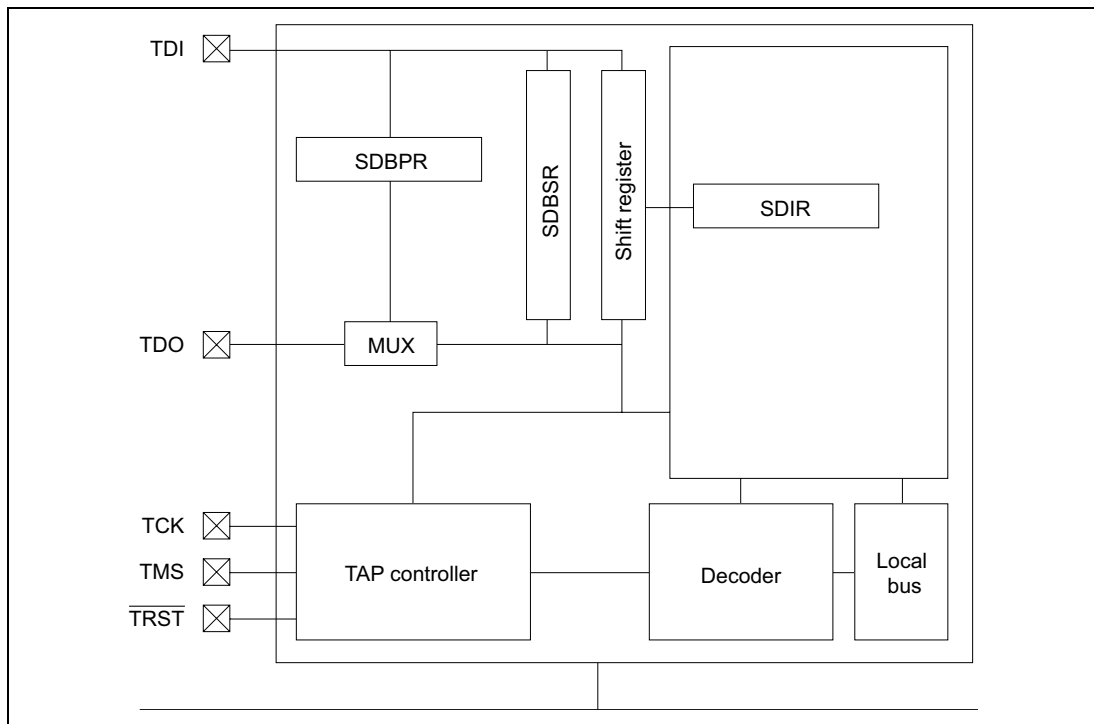 TDI
SDBPR
SDBSR
Shift register
SDIR
TDO
MUX
TCK
TMS
TRST
TAP controller
Decoder
Local
bus